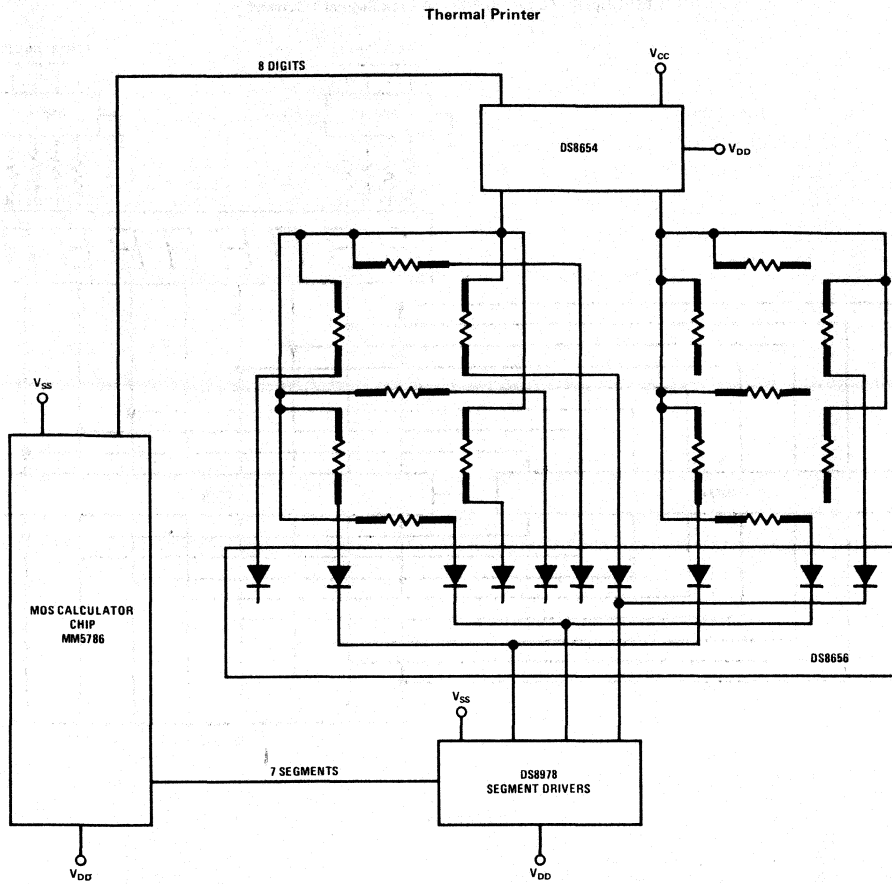 Thermal Printer
8 DIGITS
VCC
DS8654
VDD
VSS
MOS CALCULATOR
CHIP
MM5786
DS8656
VSS
7 SEGMENTS
DS8978
SEGMENT DRIVERS
VDD
VDD